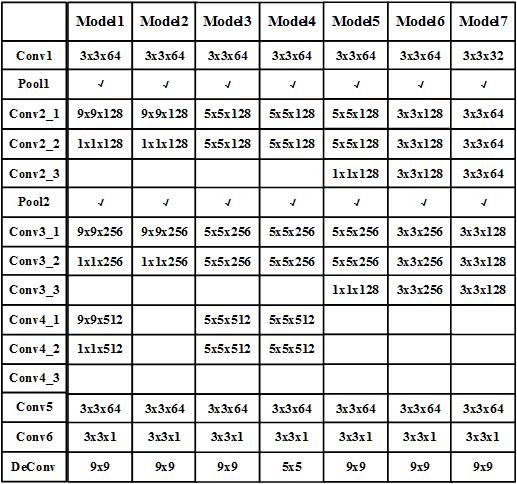 Model1 Model2 Model3 Model4 Model5 Model6 Model7
Conv1 3x3x64 3x3x64 3x3x64 3x3x64 3x3x64 3x3x64 3x3x32
Pool1 √ √ √ √ √ √ √
Conv2_1 9x9x128 9x9x128 5x5x128 5x5x128 5x5x128 3x3x128 3x3x64
Conv2_2 1x1x128 1x1x128 5x5x128 5x5x128 5x5x128 3x3x128 3x3x64
Conv2_3 1x1x128 3x3x128 3x3x64
Pool2 √ √ √ √ √ √ √
Conv3_1 9x9x256 9x9x256 5x5x256 5x5x256 5x5x256 3x3x256 3x3x128
Conv3_2 1x1x256 1x1x256 5x5x256 5x5x256 5x5x256 3x3x256 3x3x128
Conv3_3 1x1x128 3x3x256 3x3x128
Conv4_1 9x9x512 5x5x512 5x5x512
Conv4_2 1x1x512 5x5x512 5x5x512
Conv4_3
Conv5 3x3x64 3x3x64 3x3x64 3x3x64 3x3x64 3x3x64 3x3x64
Conv6 3x3x1 3x3x1 3x3x1 3x3x1 3x3x1 3x3x1 3x3x1
DeConv 9x9 9x9 9x9 5x5 9x9 9x9 9x9